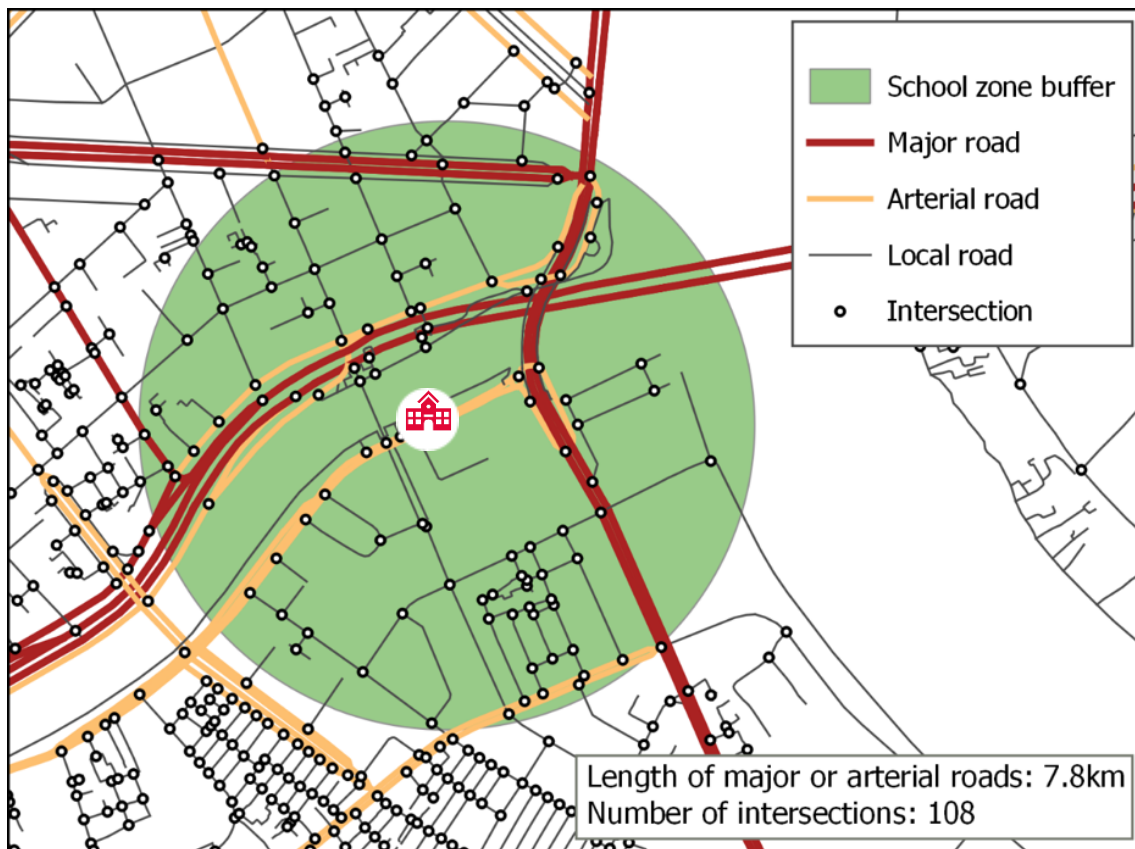 School zone buffer
Major road
Arterial road
Local road
Intersection
Length of major or arterial roads: 7.8km
Number of intersections: 108